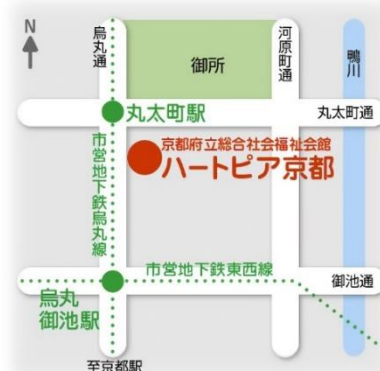 N
烏丸通
御所
河原町通
鴨川
丸太町駅
丸太町通
京都府立総合社会福祉会館
ハートピア京都
市営地下鉄烏丸線
市営地下鉄東西線
烏丸
御池駅
御池通
至京都駅